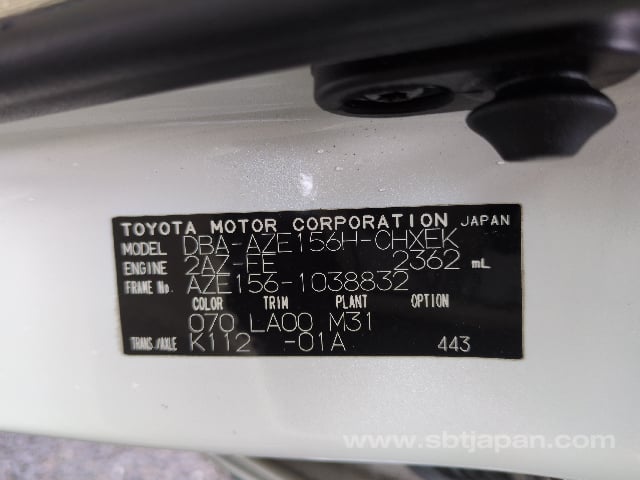 TOYOTA MOTOR CORPORATION JAPAN
MODEL DBA-AZE156H-CHXEK
ENGINE 2AZ-FE 2362 mL
FRAME No. AZE156-1038832
COLOR TRIM PLANT OPTION
070 LA00 M31
TRANS./AXLE K112 -01A 443
www.sbtjapan.com